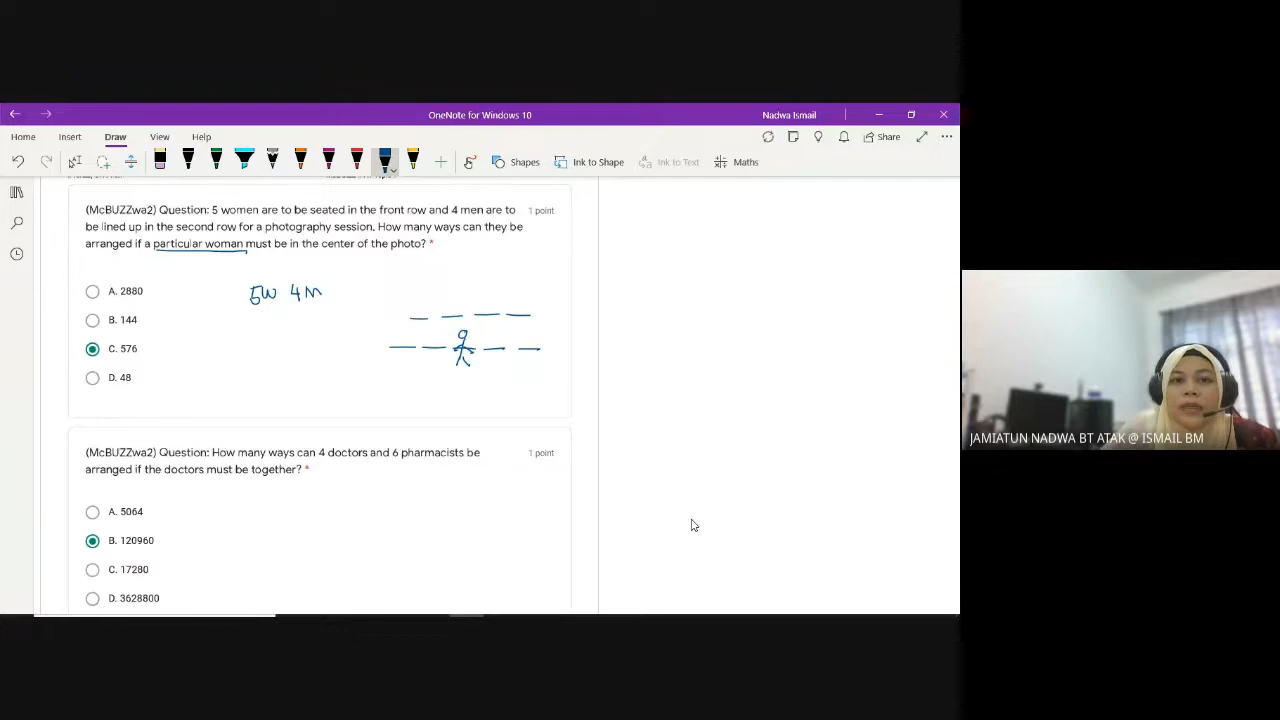 OneNote for Windows 10
Nadwa Ismail
Home Insert Draw View Help
Share
Shapes Ink to Shape Ink to Text Maths
(McBUZZwa2) Question: 5 women are to be seated in the front row and 4 men are to
be lined up in the second row for a photography session. How many ways can they be
arranged if a particular woman must be in the center of the photo? *
1 point
A. 2880
B. 144
C. 576
D. 48
5W 4M
(McBUZZwa2) Question: How many ways can 4 doctors and 6 pharmacists be
arranged if the doctors must be together? *
1 point
A. 5064
B. 120960
C. 17280
D. 3628800
JAMIATUN NADWA BT ATAK @ ISMAIL BM